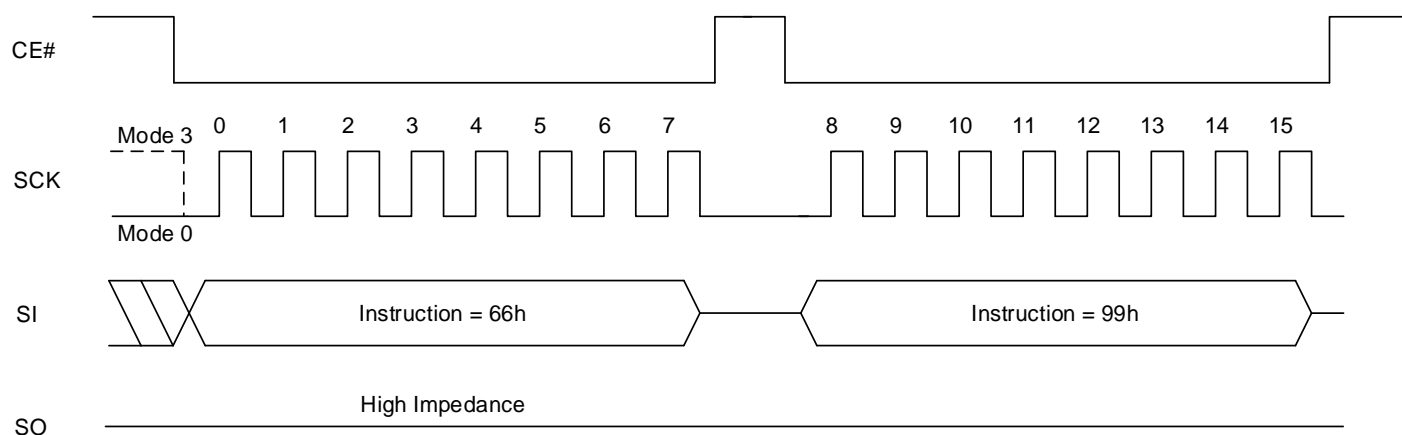 CE#
Mode 3
0 1 2 3 4 5 6 7 8 9 10 11 12 13 14 15
SCK
Mode 0
SI
Instruction = 66h
Instruction = 99h
High Impedance
SO